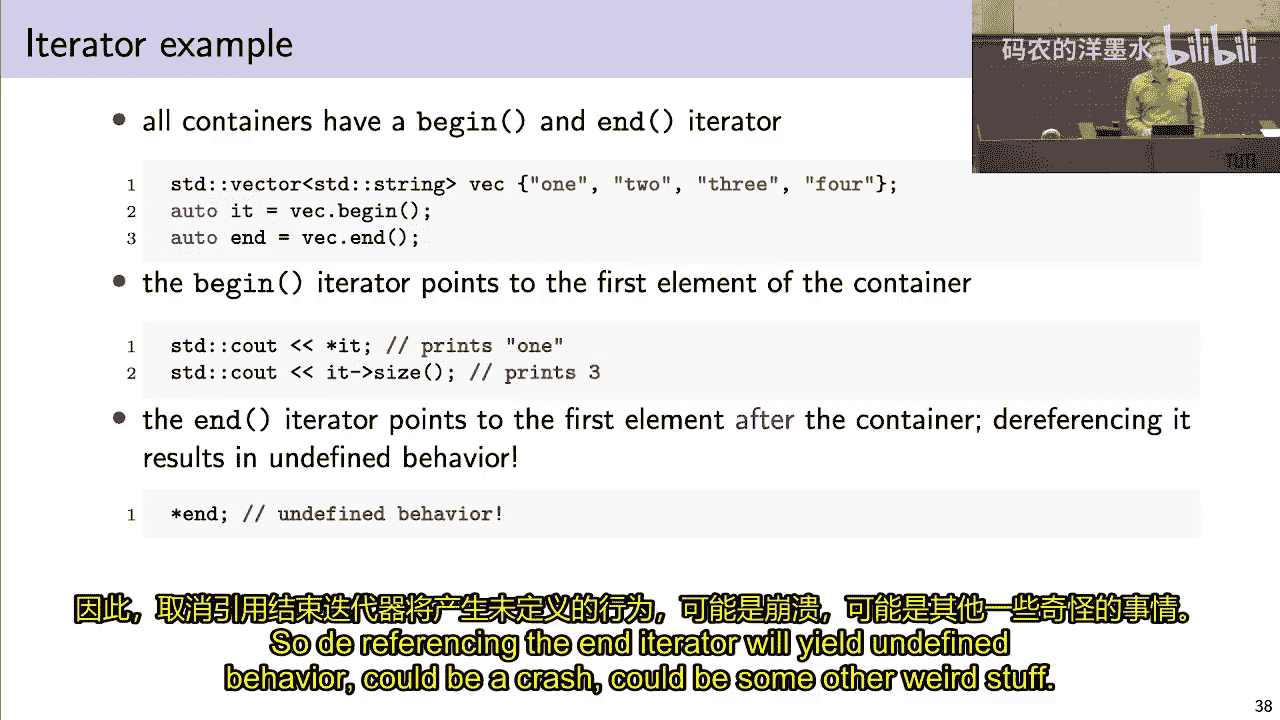 Iterator example
码农的洋墨水 bilibili
• all containers have a begin() and end() iterator
1 std::vector<std::string> vec {"one", "two", "three", "four"};
2 auto it = vec.begin();
3 auto end = vec.end();
• the begin() iterator points to the first element of the container
1 std::cout << *it; // prints "one"
2 std::cout << it->size(); // prints 3
• the end() iterator points to the first element after the container; dereferencing it
results in undefined behavior!
1 *end; // undefined behavior!
因此，取消引用结束迭代器将产生未定义的行为，可能是崩溃，可能是其他一些奇怪的事情。
So de referencing the end iterator will yield undefined
behavior, could be a crash, could be some other weird stuff.
38